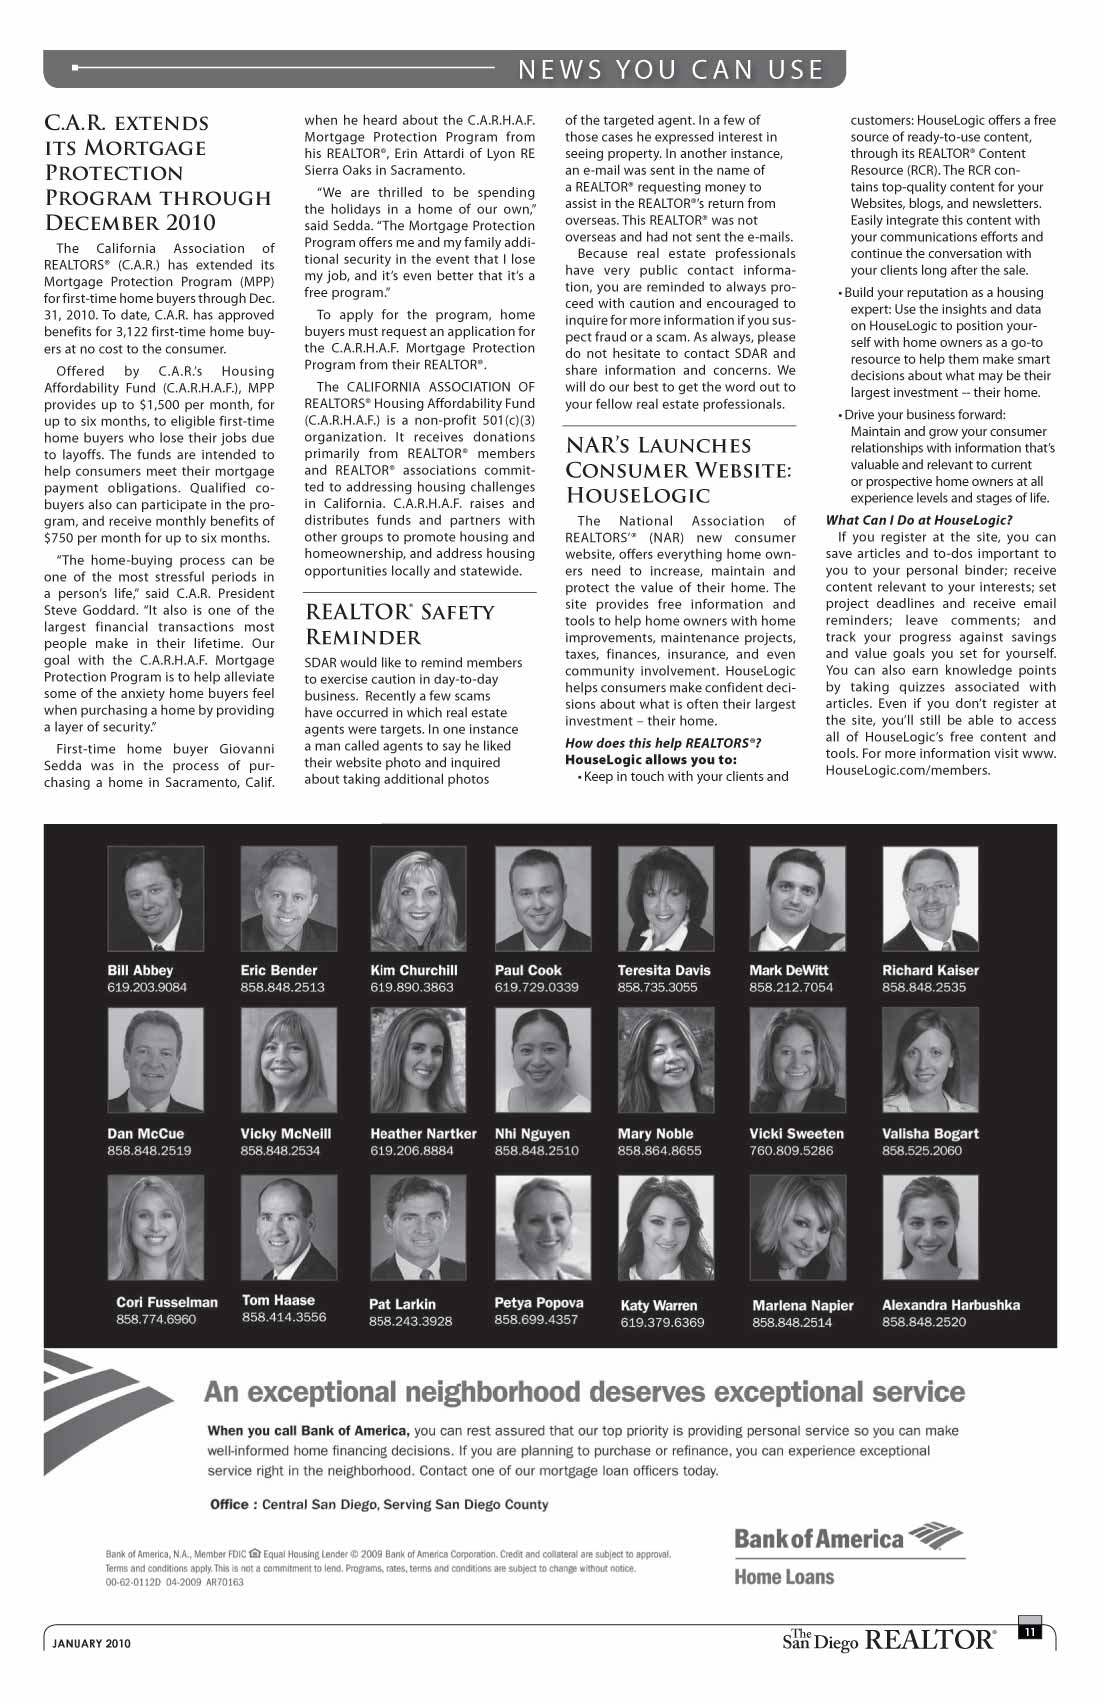 NEWS YOU CAN USE
C.A.R. EXTENDS
ITS MORTGAGE
PROTECTION
PROGRAM THROUGH
DECEMBER 2010
The California Association of
REALTORS® (C.A.R.) has extended its
Mortgage Protection Program (MPP)
for first-time home buyers through Dec.
31, 2010. To date, C.A.R. has approved
benefits for 3,122 first-time home buy-
ers at no cost to the consumer.
Offered by C.A.R.'s Housing
Affordability Fund (C.A.R.H.A.F.), MPP
provides up to $1,500 per month, for
up to six months, to eligible first-time
home buyers who lose their jobs due
to layoffs. The funds are intended to
help consumers meet their mortgage
payment obligations. Qualified co-
buyers also can participate in the pro-
gram, and receive monthly benefits of
$750 per month for up to six months.
"The home-buying process can be
one of the most stressful periods in
a person's life," said C.A.R. President
Steve Goddard. "It also is one of the
largest financial transactions most
people make in their lifetime. Our
goal with the C.A.R.H.A.F. Mortgage
Protection Program is to help alleviate
some of the anxiety home buyers feel
when purchasing a home by providing
a layer of security."
First-time home buyer Giovanni
Sedda was in the process of pur-
chasing a home in Sacramento, Calif.
when he heard about the C.A.R.H.A.F.
Mortgage Protection Program from
his REALTOR®, Erin Attardi of Lyon RE
Sierra Oaks in Sacramento.
"We are thrilled to be spending
the holidays in a home of our own,"
said Sedda. "The Mortgage Protection
Program offers me and my family addi-
tional security in the event that I lose
my job, and it's even better that it's a
free program."
To apply for the program, home
buyers must request an application for
the C.A.R.H.A.F. Mortgage Protection
Program from their REALTOR®.
The CALIFORNIA ASSOCIATION OF
REALTORS® Housing Affordability Fund
(C.A.R.H.A.F.) is a non-profit 501(c)(3)
organization. It receives donations
primarily from REALTOR® members
and REALTOR® associations commit-
ted to addressing housing challenges
in California. C.A.R.H.A.F. raises and
distributes funds and partners with
other groups to promote housing and
homeownership, and address housing
opportunities locally and statewide.
REALTOR® SAFETY
REMINDER
SDAR would like to remind members
to exercise caution in day-to-day
business. Recently a few scams
have occurred in which real estate
agents were targets. In one instance
a man called agents to say he liked
their website photo and inquired
about taking additional photos
of the targeted agent. In a few of
those cases he expressed interest in
seeing property. In another instance,
an e-mail was sent in the name of
a REALTOR® requesting money to
assist in the REALTOR®'s return from
overseas. This REALTOR® was not
overseas and had not sent the e-mails.
Because real estate professionals
have very public contact informa-
tion, you are reminded to always pro-
ceed with caution and encouraged to
inquire for more information if you sus-
pect fraud or a scam. As always, please
do not hesitate to contact SDAR and
share information and concerns. We
will do our best to get the word out to
your fellow real estate professionals.
NAR'S LAUNCHES
CONSUMER WEBSITE:
HOUSELOGIC
The National Association of
REALTORS'® (NAR) new consumer
website, offers everything home own-
ers need to increase, maintain and
protect the value of their home. The
site provides free information and
tools to help home owners with home
improvements, maintenance projects,
taxes, finances, insurance, and even
community involvement. HouseLogic
helps consumers make confident deci-
sions about what is often their largest
investment – their home.
How does this help REALTORS®?
HouseLogic allows you to:
• Keep in touch with your clients and
customers: HouseLogic offers a free
source of ready-to-use content,
through its REALTOR® Content
Resource (RCR). The RCR con-
tains top-quality content for your
Websites, blogs, and newsletters.
Easily integrate this content with
your communications efforts and
continue the conversation with
your clients long after the sale.
• Build your reputation as a housing
expert: Use the insights and data
on HouseLogic to position your-
self with home owners as a go-to
resource to help them make smart
decisions about what may be their
largest investment -- their home.
• Drive your business forward:
Maintain and grow your consumer
relationships with information that's
valuable and relevant to current
or prospective home owners at all
experience levels and stages of life.
What Can I Do at HouseLogic?
If you register at the site, you can
save articles and to-dos important to
you to your personal binder; receive
content relevant to your interests; set
project deadlines and receive email
reminders; leave comments; and
track your progress against savings
and value goals you set for yourself.
You can also earn knowledge points
by taking quizzes associated with
articles. Even if you don't register at
the site, you'll still be able to access
all of HouseLogic's free content and
tools. For more information visit www.
HouseLogic.com/members.
Bill Abbey Eric Bender Kim Churchill Paul Cook Teresita Davis Mark DeWitt Richard Kaiser
619.203.9084 858.848.2513 619.890.3863 619.729.0339 858.735.3055 858.212.7054 858.848.2535
Dan McCue Vicky McNeill Heather Nartker Nhi Nguyen Mary Noble Vicki Sweeten Valisha Bogart
858.848.2519 858.848.2534 619.206.8884 858.848.2510 858.864.8655 760.809.5286 858.525.2060
Cori Fusselman Tom Haase Pat Larkin Petya Popova Katy Warren Marlena Napier Alexandra Harbushka
858.774.6960 858.414.3556 858.243.3928 858.699.4357 619.379.6369 858.848.2514 858.848.2520
An exceptional neighborhood deserves exceptional service
When you call Bank of America, you can rest assured that our top priority is providing personal service so you can make
well-informed home financing decisions. If you are planning to purchase or refinance, you can experience exceptional
service right in the neighborhood. Contact one of our mortgage loan officers today.
Office : Central San Diego, Serving San Diego County
Bank of America, N.A., Member FDIC Equal Housing Lender © 2009 Bank of America Corporation. Credit and collateral are subject to approval.
Terms and conditions apply. This is not a commitment to lend. Programs, rates, terms and conditions are subject to change without notice.
00-62-0112D 04-2009 AR70163
Bank of America
Home Loans
JANUARY 2010
The San Diego REALTOR®
11